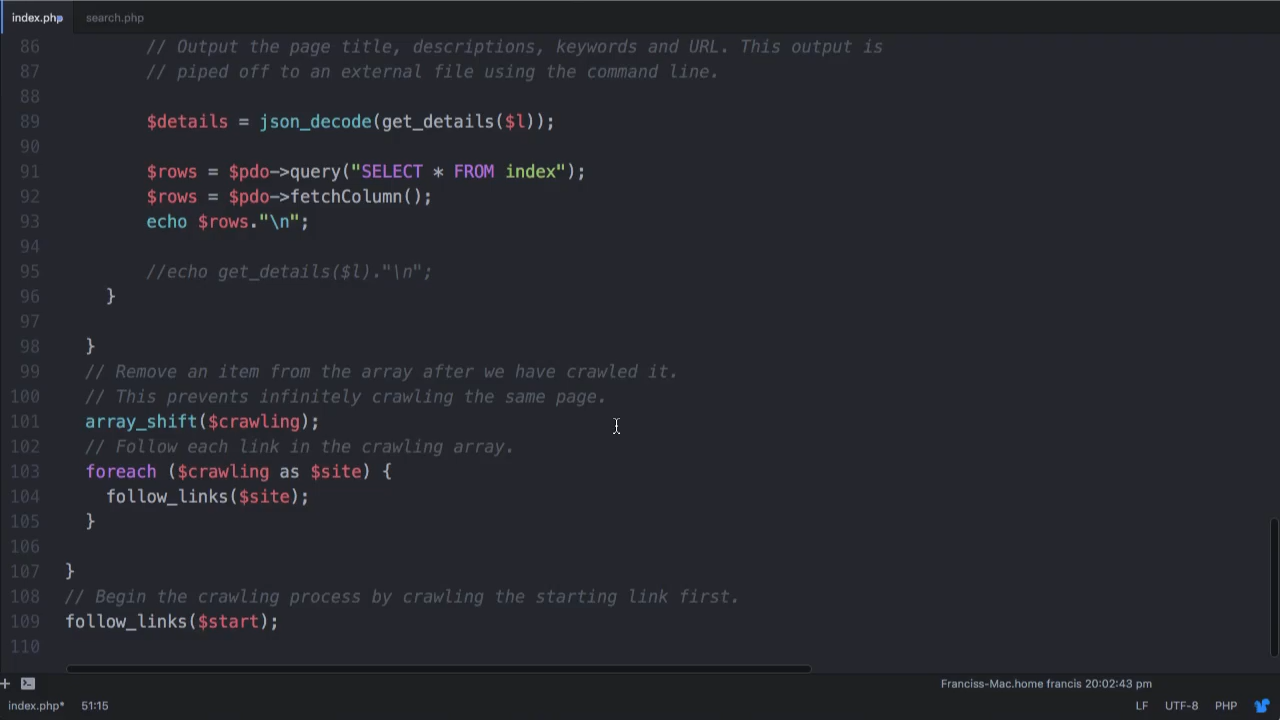 index.php search.php
86 // Output the page title, descriptions, keywords and URL. This output is
87 // piped off to an external file using the command line.
88
89 $details = json_decode(get_details($l));
90
91 $rows = $pdo->query("SELECT * FROM index");
92 $rows = $pdo->fetchColumn();
93 echo $rows."\n";
94
95 //echo get_details($l)."\n";
96 }
97
98 }
99 // Remove an item from the array after we have crawled it.
100 // This prevents infinitely crawling the same page.
101 array_shift($crawling);
102 // Follow each link in the crawling array.
103 foreach ($crawling as $site) {
104 follow_links($site);
105 }
106
107 }
108 // Begin the crawling process by crawling the starting link first.
109 follow_links($start);
110
+ Franciss-Mac.home francis 20:02:43 pm
index.php* 51:15 LF UTF-8 PHP